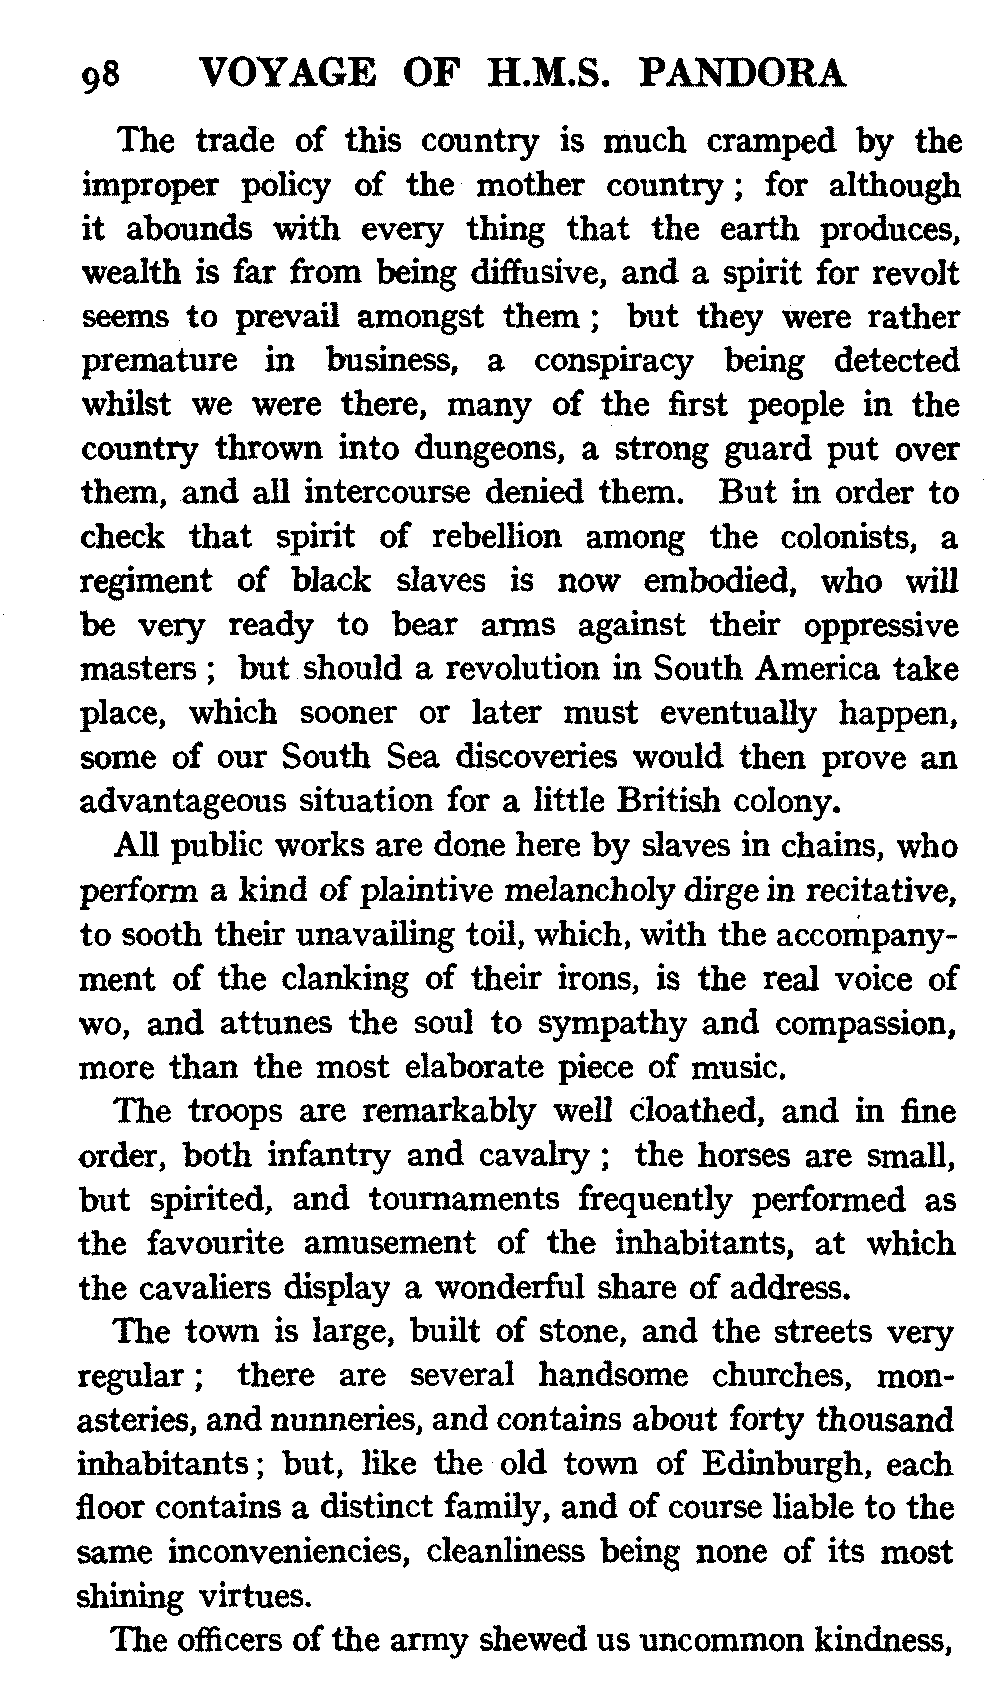 98 VOYAGE OF H.M.S. PANDORA
The trade of this country is much cramped by the
improper policy of the mother country ; for although
it abounds with every thing that the earth produces,
wealth is far from being diffusive, and a spirit for revolt
seems to prevail amongst them ; but they were rather
premature in business, a conspiracy being detected
whilst we were there, many of the first people in the
country thrown into dungeons, a strong guard put over
them, and all intercourse denied them. But in order to
check that spirit of rebellion among the colonists, a
regiment of black slaves is now embodied, who will
be very ready to bear arms against their oppressive
masters ; but should a revolution in South America take
place, which sooner or later must eventually happen,
some of our South Sea discoveries would then prove an
advantageous situation for a little British colony.
All public works are done here by slaves in chains, who
perform a kind of plaintive melancholy dirge in recitative,
to sooth their unavailing toil, which, with the accompany-
ment of the clanking of their irons, is the real voice of
wo, and attunes the soul to sympathy and compassion,
more than the most elaborate piece of music.
The troops are remarkably well cloathed, and in fine
order, both infantry and cavalry ; the horses are small,
but spirited, and tournaments frequently performed as
the favourite amusement of the inhabitants, at which
the cavaliers display a wonderful share of address.
The town is large, built of stone, and the streets very
regular ; there are several handsome churches, mon-
asteries, and nunneries, and contains about forty thousand
inhabitants ; but, like the old town of Edinburgh, each
floor contains a distinct family, and of course liable to the
same inconveniencies, cleanliness being none of its most
shining virtues.
The officers of the army shewed us uncommon kindness,